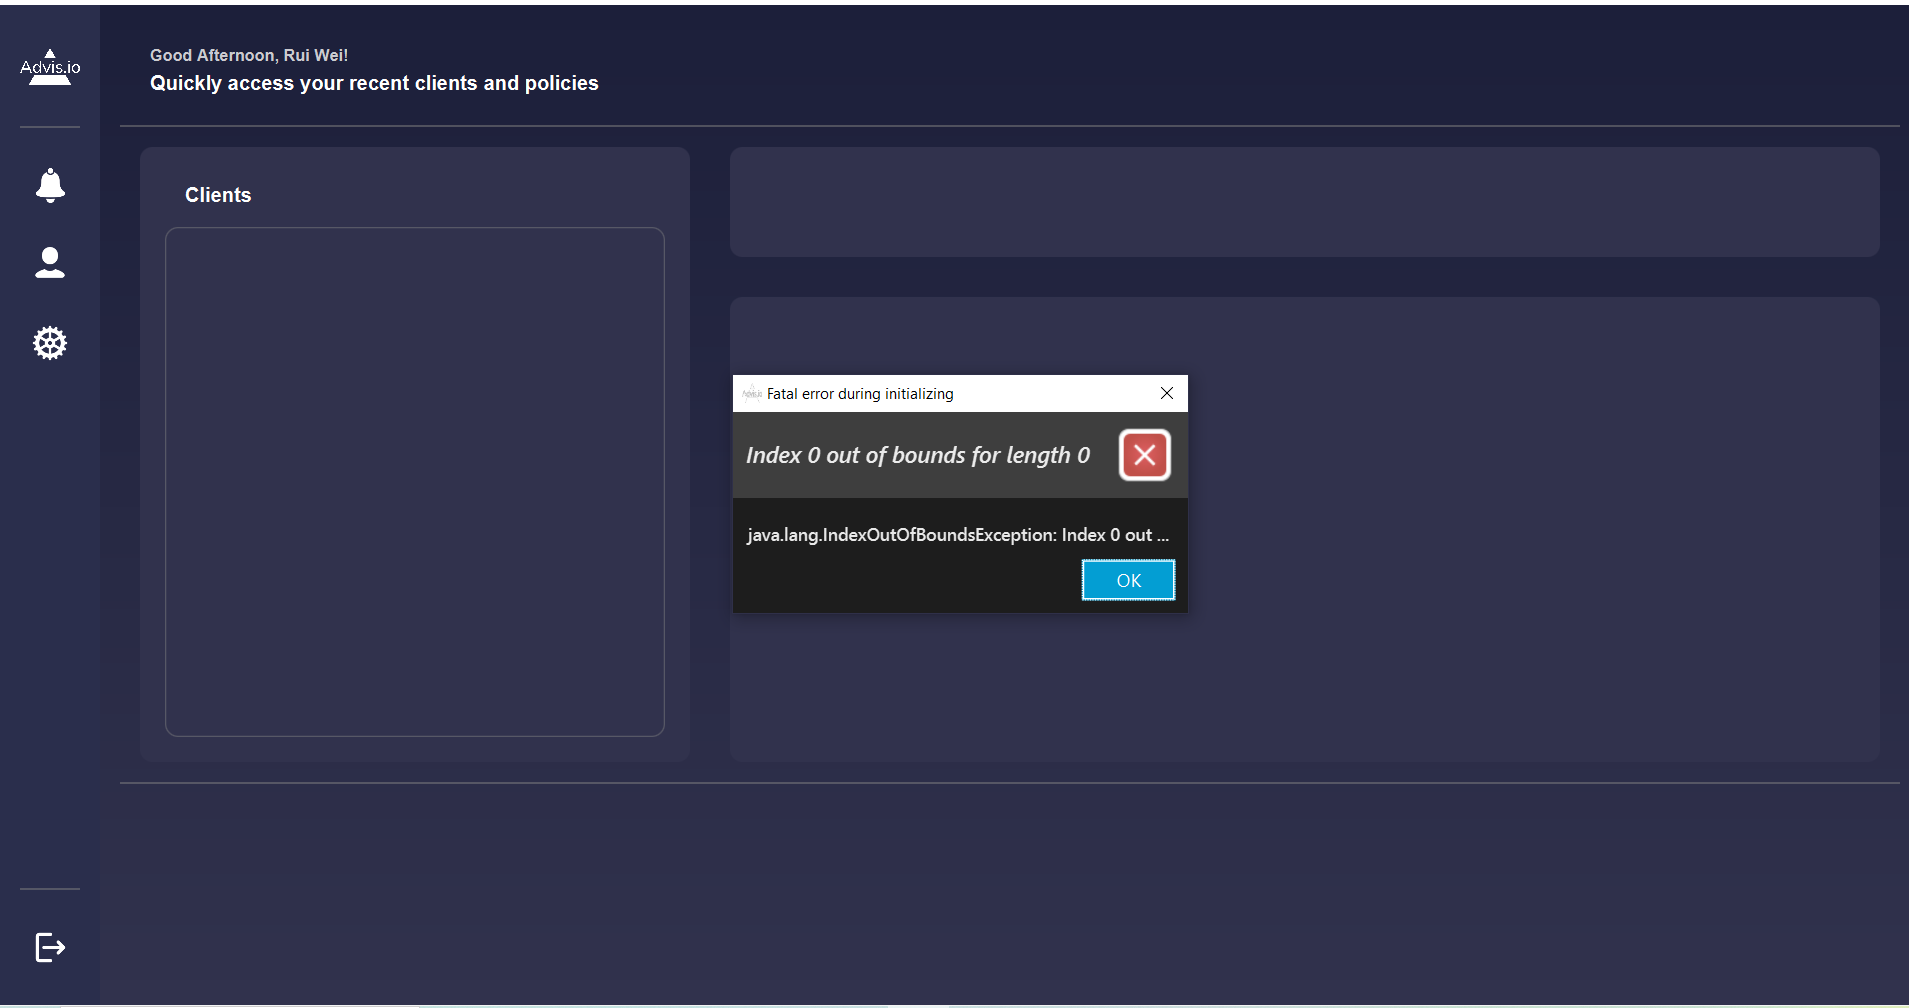 Advis.io
Good Afternoon, Rui Wei!
Quickly access your recent clients and policies
Clients
Fatal error during initializing
Index 0 out of bounds for length 0
java.lang.IndexOutOfBoundsException: Index 0 out ...
OK